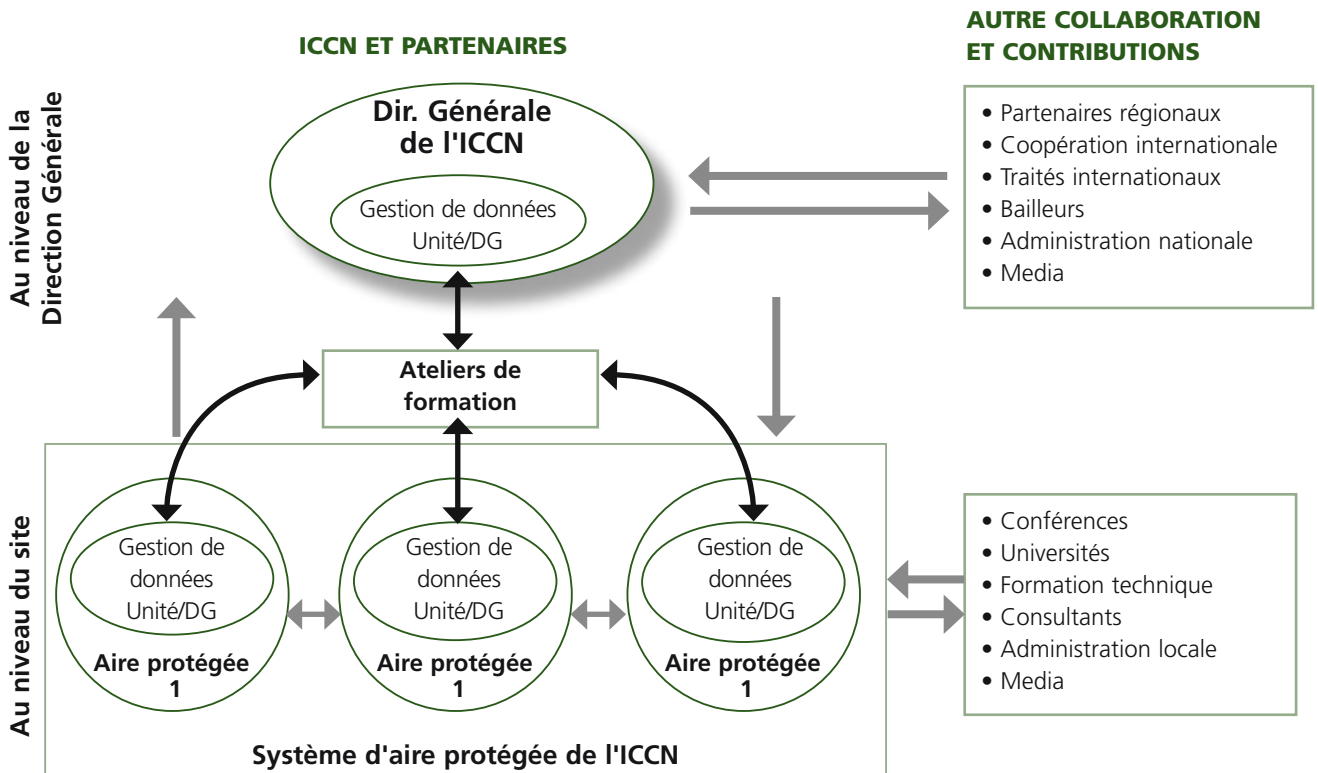 ICCN ET PARTENAIRES
AUTRE COLLABORATION
ET CONTRIBUTIONS
Au niveau de la
Direction Générale
Dir. Générale
de l'ICCN
Gestion de données
Unité/DG
• Partenaires régionaux
• Coopération internationale
• Traités internationaux
• Bailleurs
• Administration nationale
• Media
Ateliers de
formation
Au niveau du site
Gestion de
données
Unité/DG
Aire protégée
1
Gestion de
données
Unité/DG
Aire protégée
1
Gestion de
données
Unité/DG
Aire protégée
1
• Conférences
• Universités
• Formation technique
• Consultants
• Administration locale
• Media
Système d'aire protégée de l'ICCN